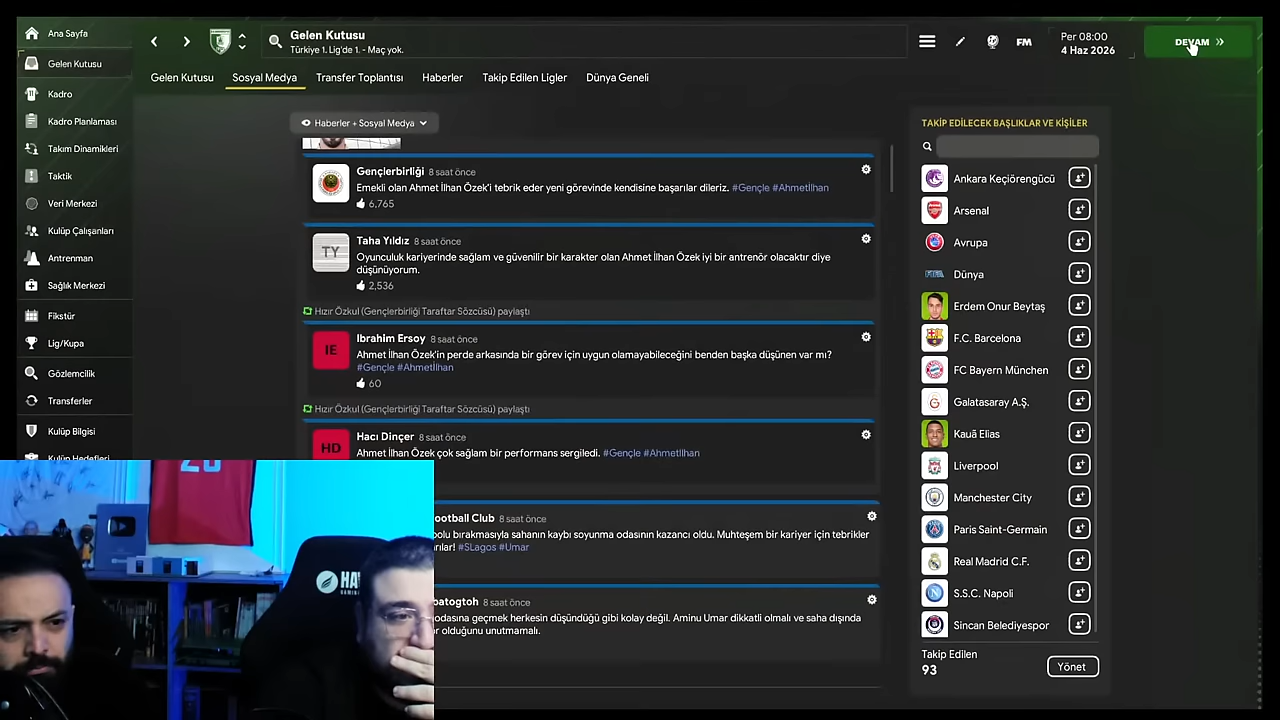 Ana Sayfa
Gelen Kutusu
Kadro
Kadro Planlaması
Takım Dinamikleri
Taktik
Veri Merkezi
Kulüp Çalışanları
Antrenman
Sağlık Merkezi
Fikstür
Lig/Kupa
Gözlemcilik
Transferler
Kulüp Bilgisi
Kulüp Hedefleri
Gelen Kutusu
Türkiye 1. Lig'de 1. - Maç yok.
FM
Per 08:00
4 Haz 2026
DEVAM
Gelen Kutusu
Sosyal Medya
Transfer Toplantısı
Haberler
Takip Edilen Ligler
Dünya Geneli
Haberler + Sosyal Medya
Gençlerbirliği 8 saat önce
Emekli olan Ahmet İlhan Özek'i tebrik eder yeni görevinde kendisine başarılar dileriz. #Gençle #Ahmetİlhan
6,765
TY
Taha Yıldız 8 saat önce
Oyunculuk kariyerinde sağlam ve güvenilir bir karakter olan Ahmet İlhan Özek iyi bir antrenör olacaktır diye
düşünüyorum.
2,536
Hızır Özkul (Gençlerbirliği Taraftar Sözcüsü) paylaştı
IE
Ibrahim Ersoy 8 saat önce
Ahmet İlhan Özek'in perde arkasında bir görev için uygun olamayabileceğini benden başka düşünen var mı?
#Gençle #Ahmetİlhan
60
Hızır Özkul (Gençlerbirliği Taraftar Sözcüsü) paylaştı
HD
Hacı Dinçer 8 saat önce
Ahmet İlhan Özek çok sağlam bir performans sergiledi. #Gençle #Ahmetİlhan
ootball Club 8 saat önce
bolu bırakmasıyla sahanın kaybı soyunma odasının kazancı oldu. Muhteşem bir kariyer için tebrikler
rılar! #SLagos #Umar
batogtoh 8 saat önce
odasına geçmek herkesin düşündüğü gibi kolay değil. Aminu Umar dikkatli olmalı ve saha dışında
r olduğunu unutmamalı.
TAKİP EDİLECEK BAŞLIKLAR VE KİŞİLER
Ankara Keçiörengücü
Arsenal
Avrupa
FIFA
Dünya
Erdem Onur Beytaş
F.C. Barcelona
FC Bayern München
Galatasaray A.Ş.
Kauã Elias
Liverpool
Manchester City
Paris Saint-Germain
Real Madrid C.F.
S.S.C. Napoli
Sincan Belediyespor
Takip Edilen
93
Yönet
HA